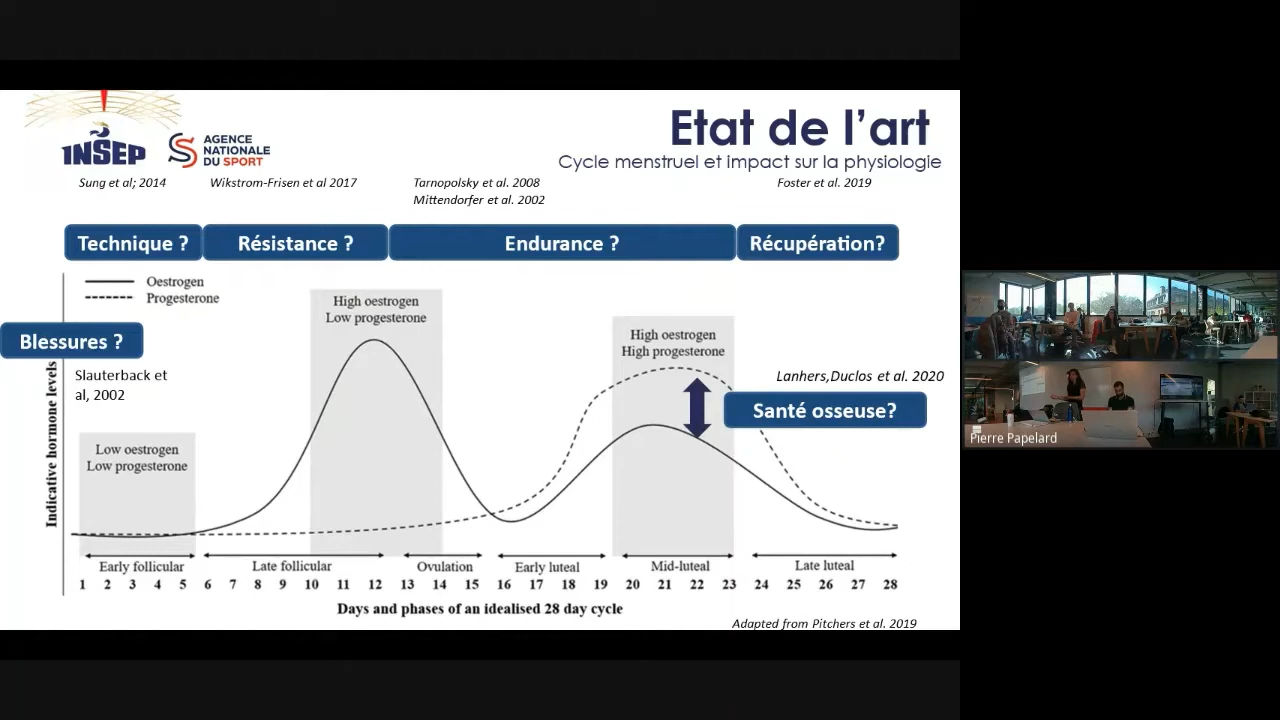 INSEP
AGENCE
NATIONALE
DU SPORT
Etat de l’art
Cycle menstruel et impact sur la physiologie
Sung et al; 2014
Wikstrom-Frisen et al 2017
Tarnopolsky et al. 2008
Mittendorfer et al. 2002
Foster et al. 2019
Technique ?
Résistance ?
Endurance ?
Récupération?
Oestrogen
Progesterone
High oestrogen
Low progesterone
High oestrogen
High progesterone
Blessures ?
Slauterback et
al, 2002
Lanhers,Duclos et al. 2020
Santé osseuse?
Low oestrogen
Low progesterone
Indicative hormone levels
Early follicular
Late follicular
Ovulation
Early luteal
Mid-luteal
Late luteal
1 2 3 4 5 6 7 8 9 10 11 12 13 14 15 16 17 18 19 20 21 22 23 24 25 26 27 28
Days and phases of an idealised 28 day cycle
Adapted from Pitchers et al. 2019
Pierre Papelard